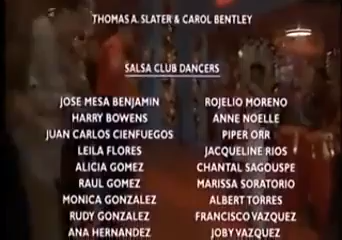 THOMAS A. SLATER & CAROL BENTLEY
SALSA CLUB DANCERS
JOSE MESA BENJAMIN ROJELIO MORENO
HARRY BOWENS ANNE NOELLE
JUAN CARLOS CIENFUEGOS PIPER ORR
LEILA FLORES JACQUELINE RIOS
ALICIA GOMEZ CHANTAL SAGOUSPE
RAUL GOMEZ MARISSA SORATORIO
MONICA GONZALEZ ALBERT TORRES
RUDY GONZALEZ FRANCISCO VAZQUEZ
ANA HERNANDEZ JOBY VAZQUEZ